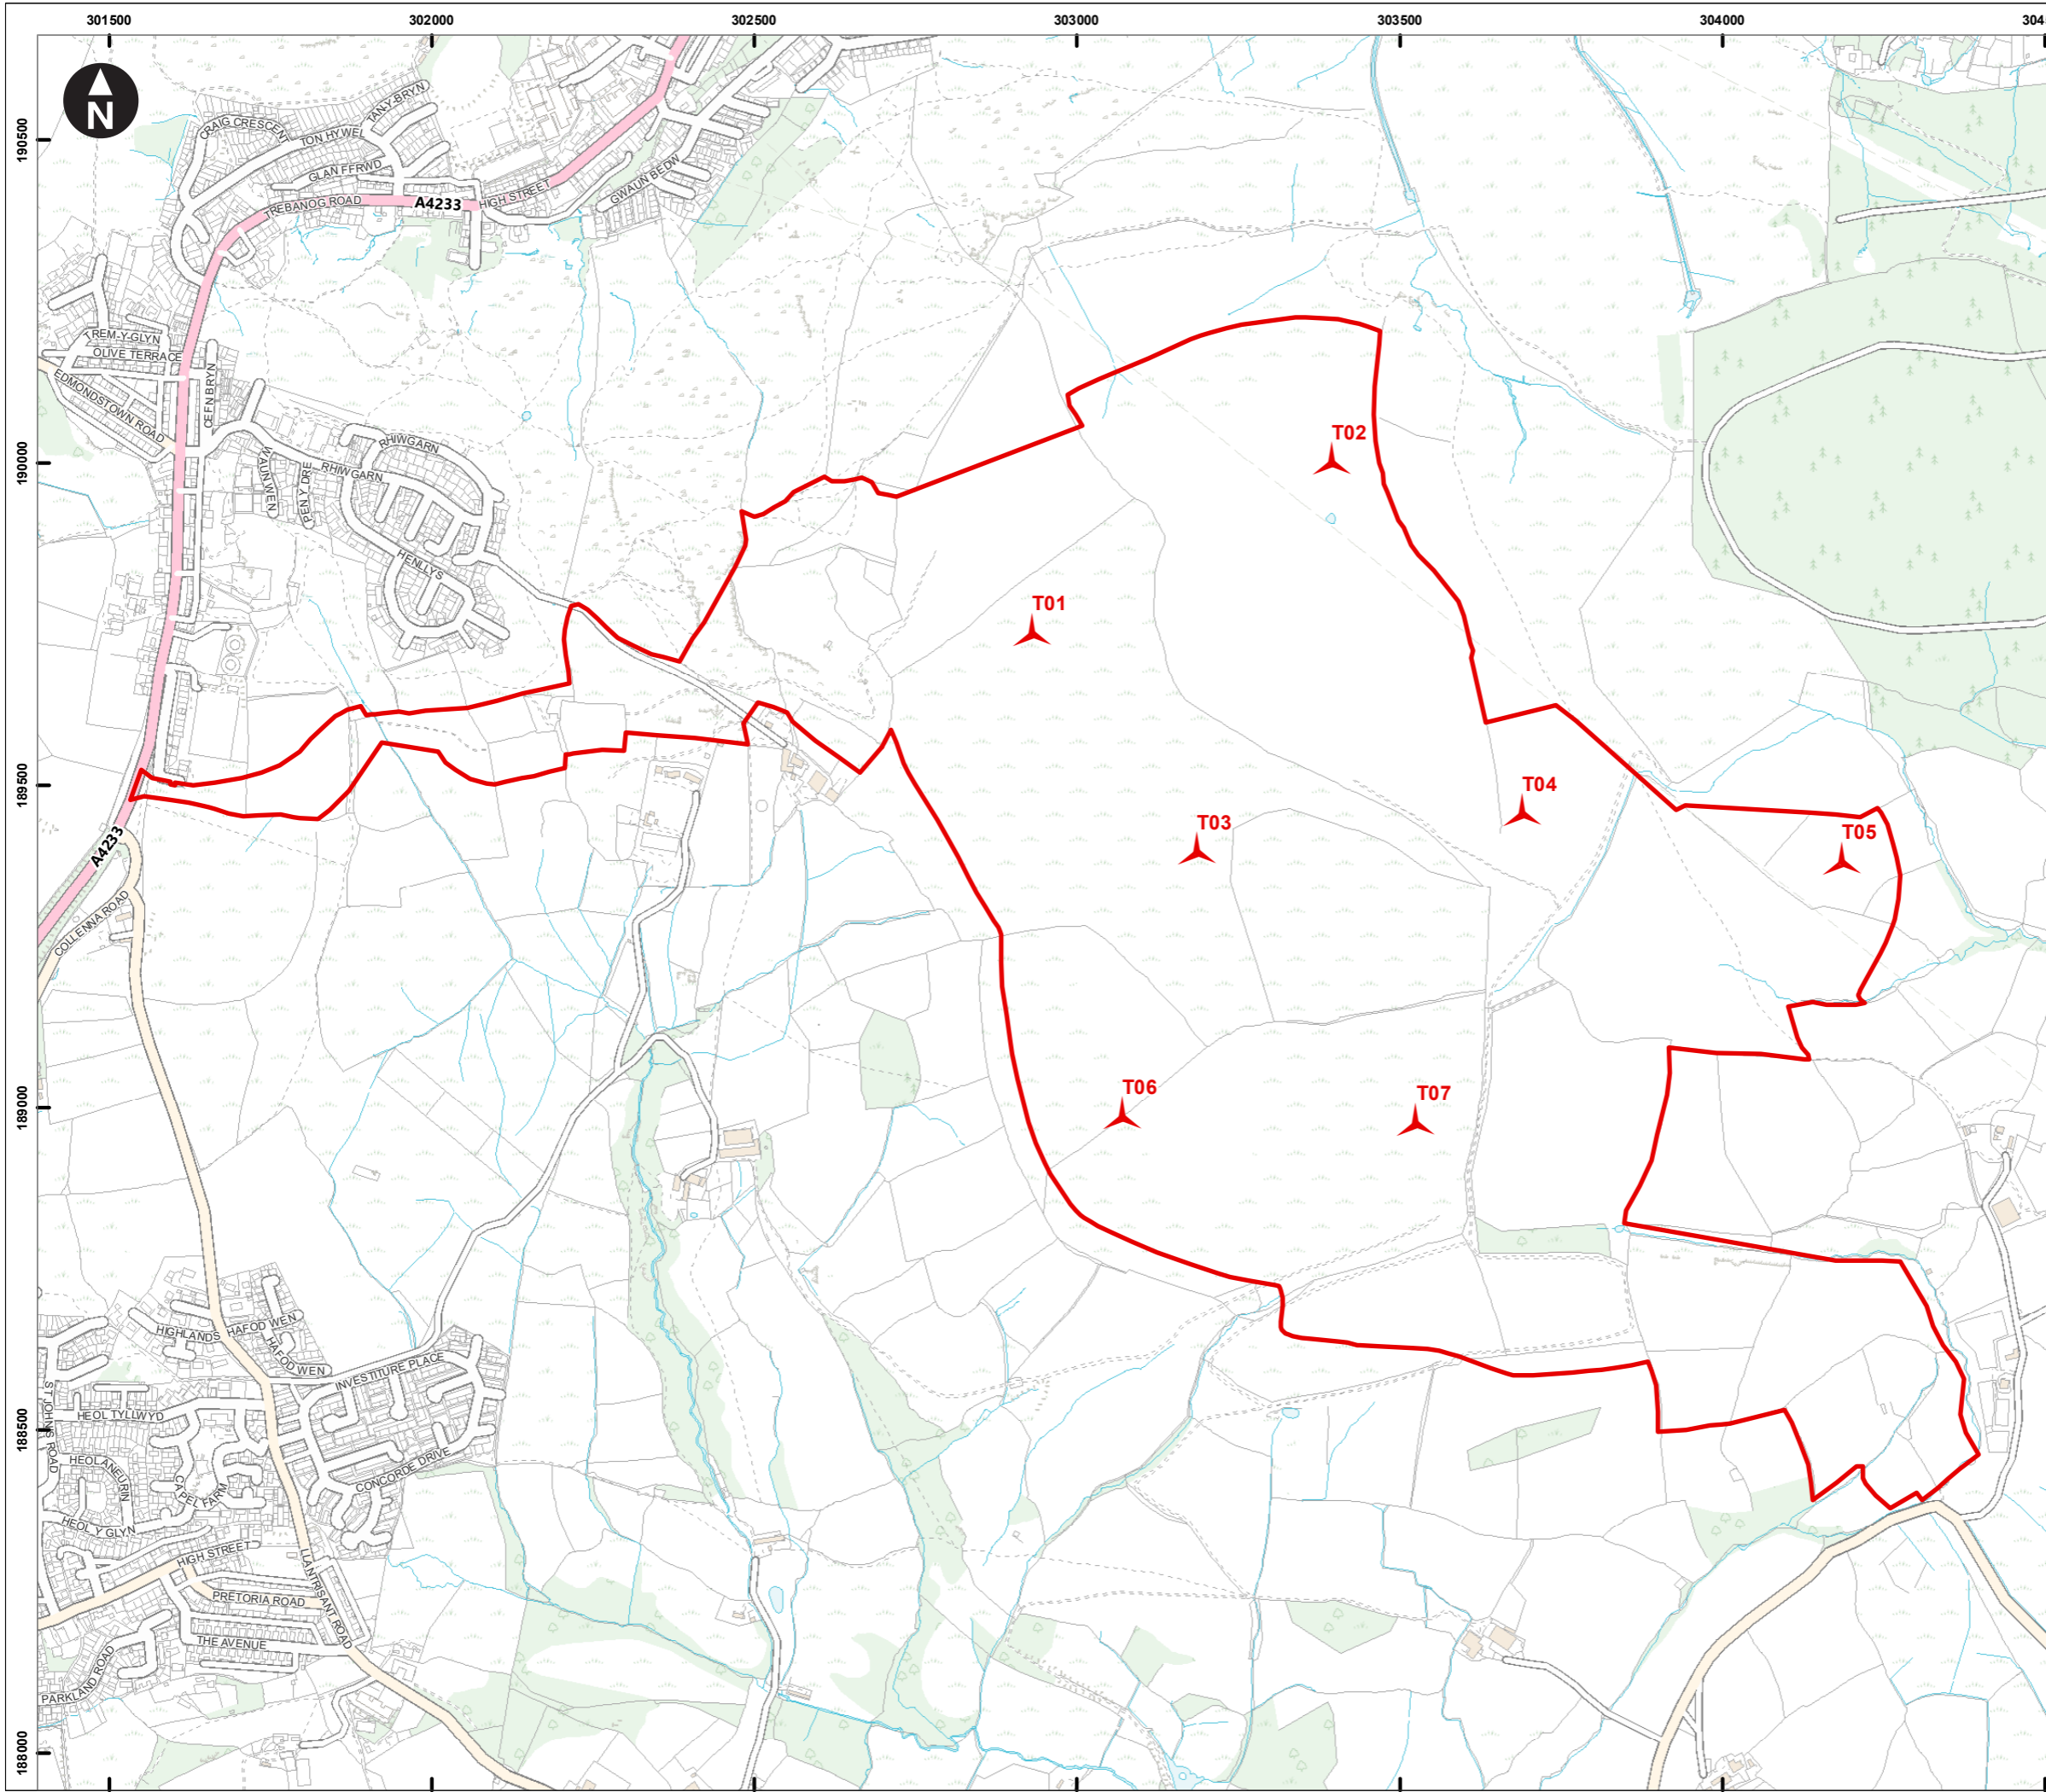 301500
302000
302500
303000
303500
304000
190500
190000
189500
189000
188500
188000
N
TAN-Y-BRYN
CRAIG CRESCENT
TON HYWEL
GLAN FFRWD
TREBANOG ROAD
A4233
HIGH STREET
GWAUN BEDW
TREM-Y-GLYN
OLIVE TERRACE
EDMONDSTOWN ROAD
CEFN BRYN
RHIWGARN
RHIWGARN
WAUN WEN
PEN Y DRE
HENLLYS
T02
T01
T04
T03
T05
A4233
COLLENNA ROAD
T06
T07
HIGHLANDS
HAFOD WEN
HAFOD WEN
INVESTITURE PLACE
ST JOHNS ROAD
HEOL TYLLWYD
HEOL ANEURIN
CAPEL FARM
CONCORDE DRIVE
HEOL Y GLYN
HIGH STREET
LLANTRISANT ROAD
PRETORIA ROAD
THE AVENUE
PARKLAND ROAD